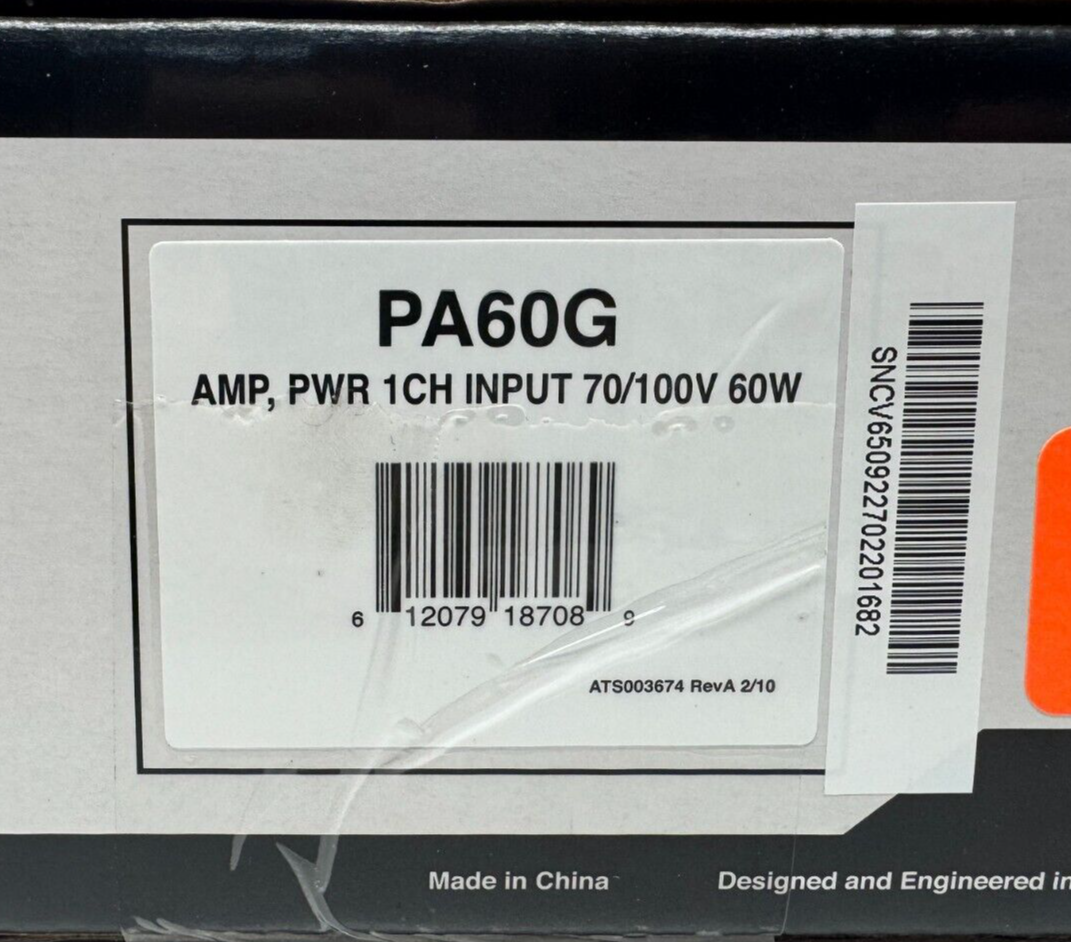 PA60G
AMP, PWR 1CH INPUT 70/100V 60W
6 12079 18708 9
ATS003674 RevA 2/10
SNCV650922702201682
Made in China
Designed and Engineered in